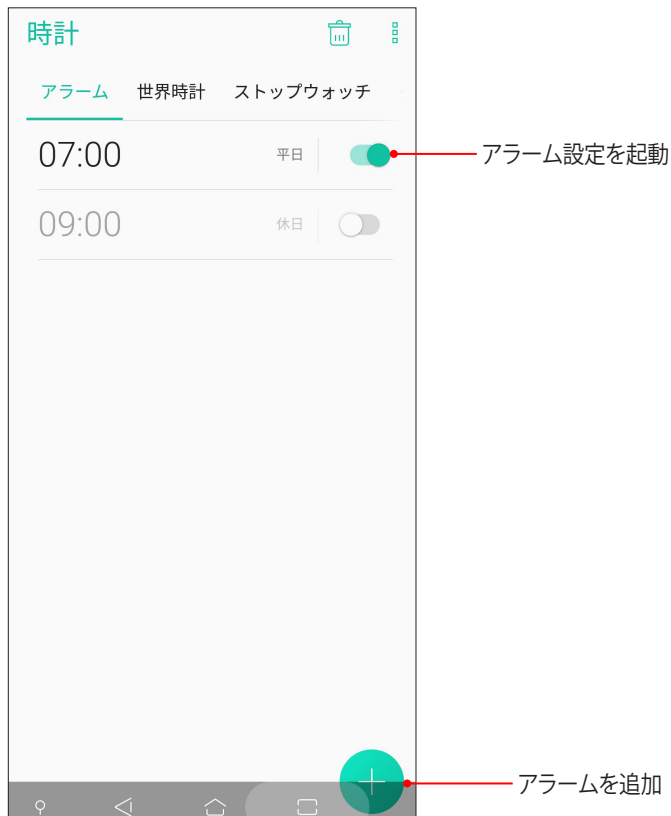 時計
アラーム 世界時計 ストップウォッチ
07:00 平日
アラーム設定を起動
09:00 休日
アラームを追加